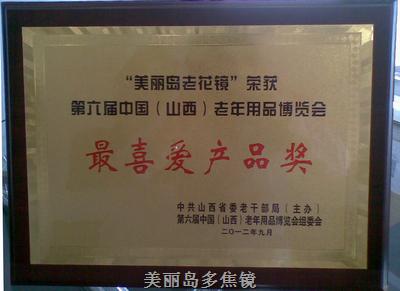 “美丽岛老花镜”荣获
第六届中国(山西)老年用品博览会
最喜爱产品奖
中共山西省委老干部局(主办)
第六届中国(山西)老年用品博览会组委会
二〇一二年九月
美丽岛多焦镜